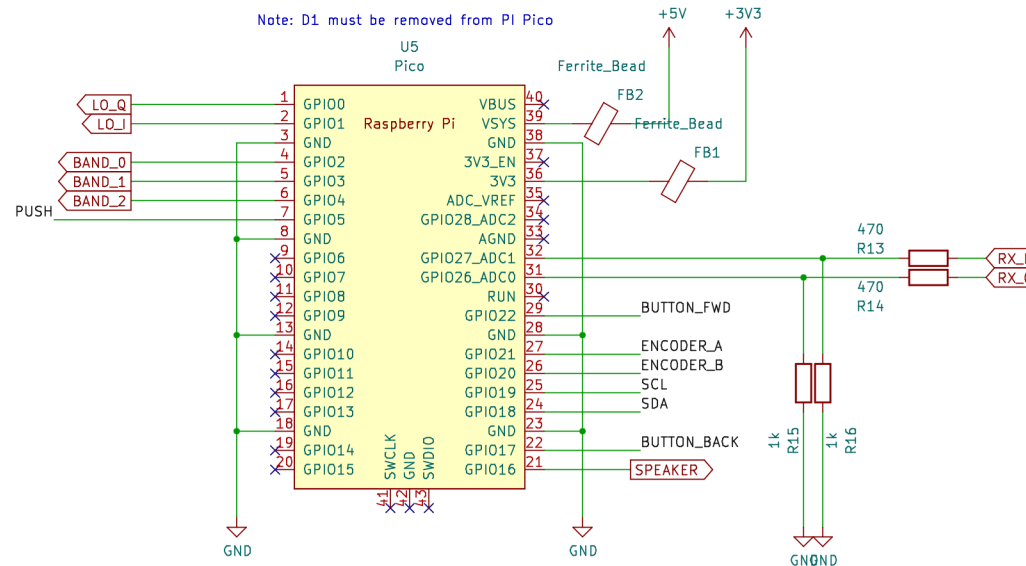 Note: D1 must be removed from PI Pico
+5V
+3V3
U5
Pico
Ferrite_Bead
FB2
Ferrite_Bead
FB1
Raspberry Pi
LO_Q
LO_I
BAND_0
BAND_1
BAND_2
PUSH
1 GPIO0
2 GPIO1
3 GND
4 GPIO2
5 GPIO3
6 GPIO4
7 GPIO5
8 GND
9 GPIO6
10 GPIO7
11 GPIO8
12 GPIO9
13 GND
14 GPIO10
15 GPIO11
16 GPIO12
17 GPIO13
18 GND
19 GPIO14
20 GPIO15
VBUS 40
VSYS 39
GND 38
3V3_EN 37
3V3 36
ADC_VREF 35
GPIO28_ADC2 34
AGND 33
GPIO27_ADC1 32
GPIO26_ADC0 31
RUN 30
GPIO22 29
GND 28
GPIO21 27
GPIO20 26
GPIO19 25
GPIO18 24
GND 23
GPIO17 22
GPIO16 21
SWCLK 41
GND 42
SWDIO 43
BUTTON_FWD
ENCODER_A
ENCODER_B
SCL
SDA
BUTTON_BACK
SPEAKER
470
R13
470
R14
RX_
RX_
1k
R15
1k
R16
GND
GND
GND
GND